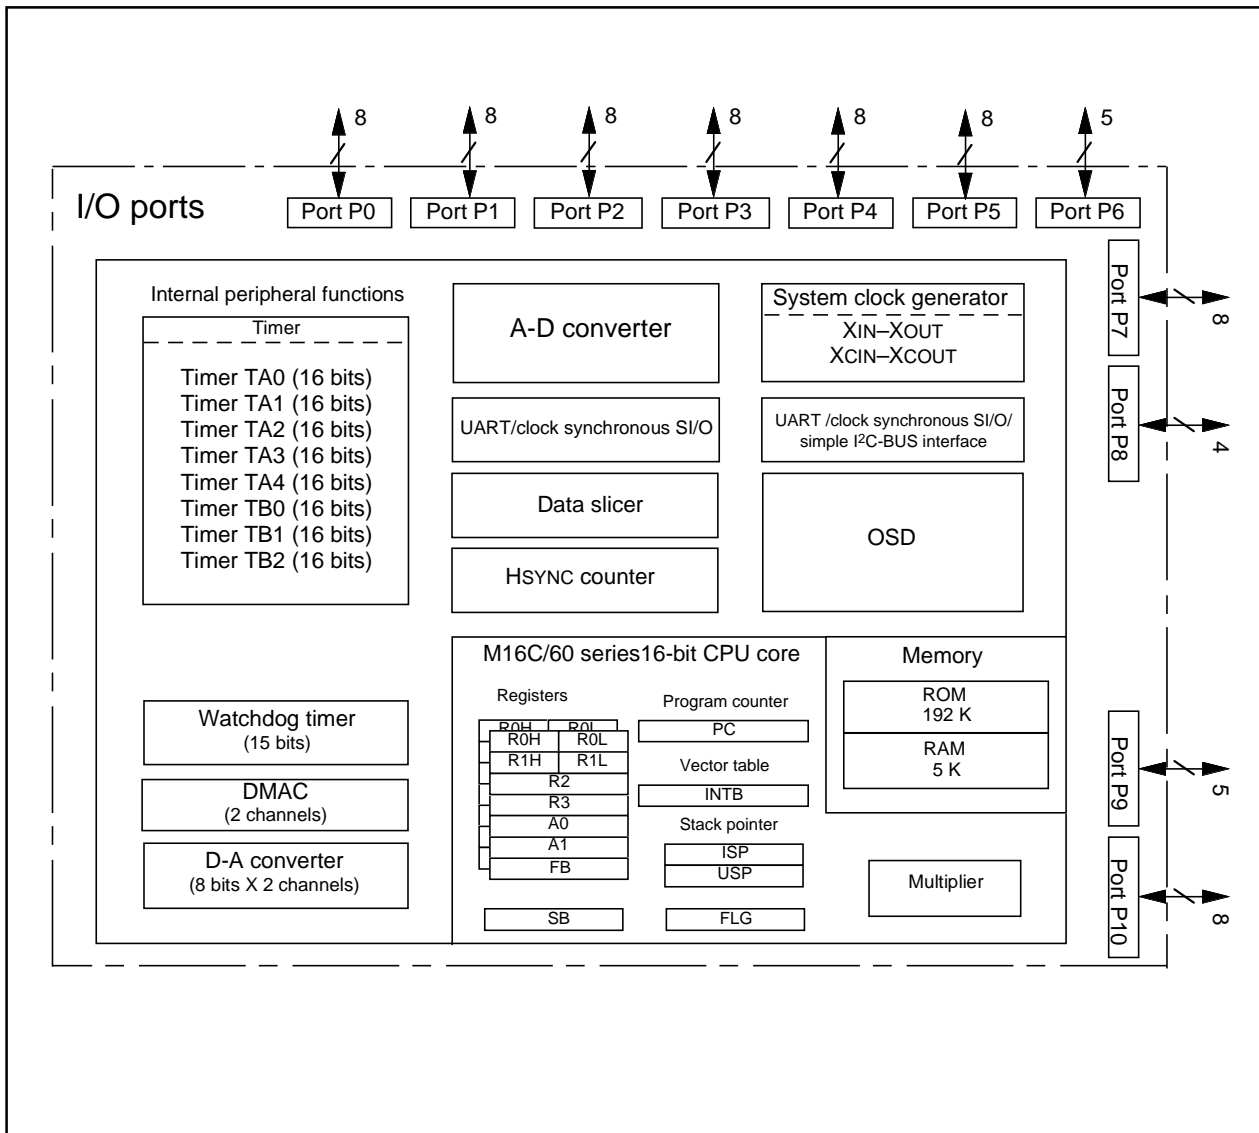 8 8 8 8 8 8 5
I/O ports
Port P0 Port P1 Port P2 Port P3 Port P4 Port P5 Port P6
Port P7
8
Port P8
4
Port P9
5
Port P10
8
Internal peripheral functions
Timer
Timer TA0 (16 bits)
Timer TA1 (16 bits)
Timer TA2 (16 bits)
Timer TA3 (16 bits)
Timer TA4 (16 bits)
Timer TB0 (16 bits)
Timer TB1 (16 bits)
Timer TB2 (16 bits)
Watchdog timer
(15 bits)
DMAC
(2 channels)
D-A converter
(8 bits X 2 channels)
A-D converter
UART/clock synchronous SI/O
Data slicer
HSYNC counter
System clock generator
XIN–XOUT
XCIN–XCOUT
UART /clock synchronous SI/O/
simple I2C-BUS interface
OSD
M16C/60 series16-bit CPU core
Registers
R0H R0L
R0H R0L
R1H R1L
R2
R3
A0
A1
FB
SB
Program counter
PC
Vector table
INTB
Stack pointer
ISP
USP
FLG
Memory
ROM
192 K
RAM
5 K
Multiplier